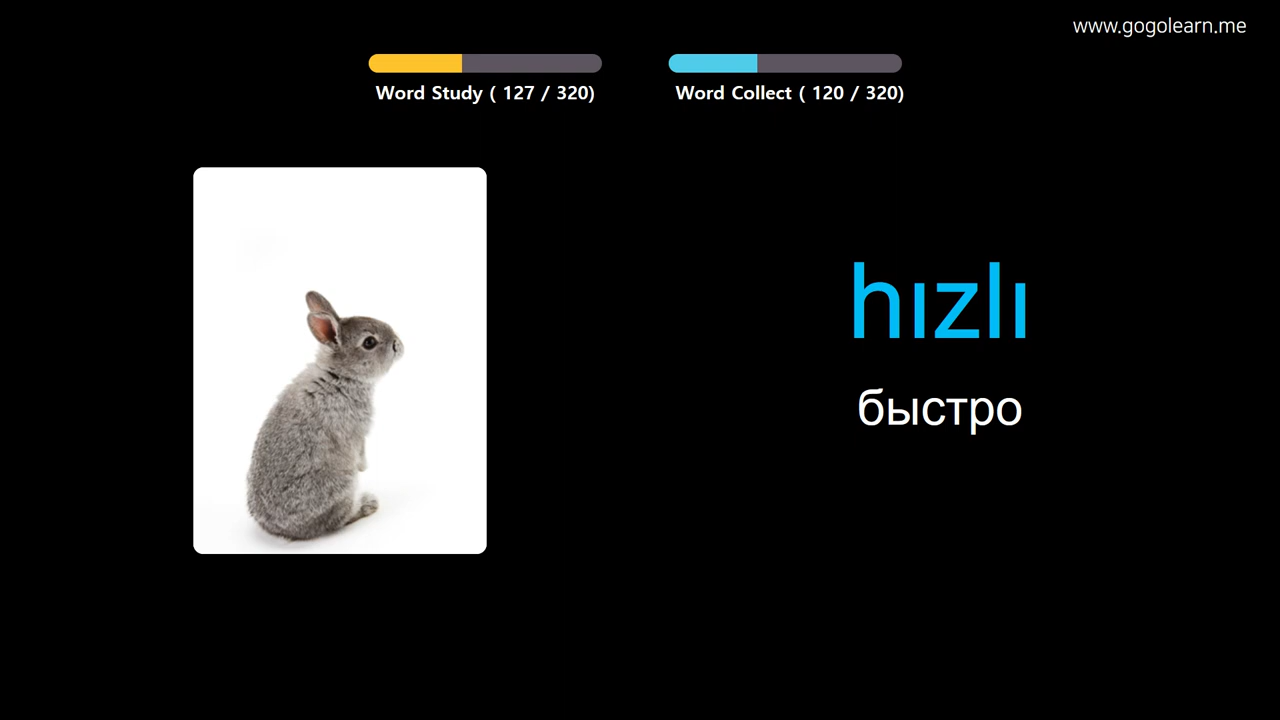 www.gogolearn.me
Word Study ( 127 / 320)
Word Collect ( 120 / 320)
hızlı
быстро